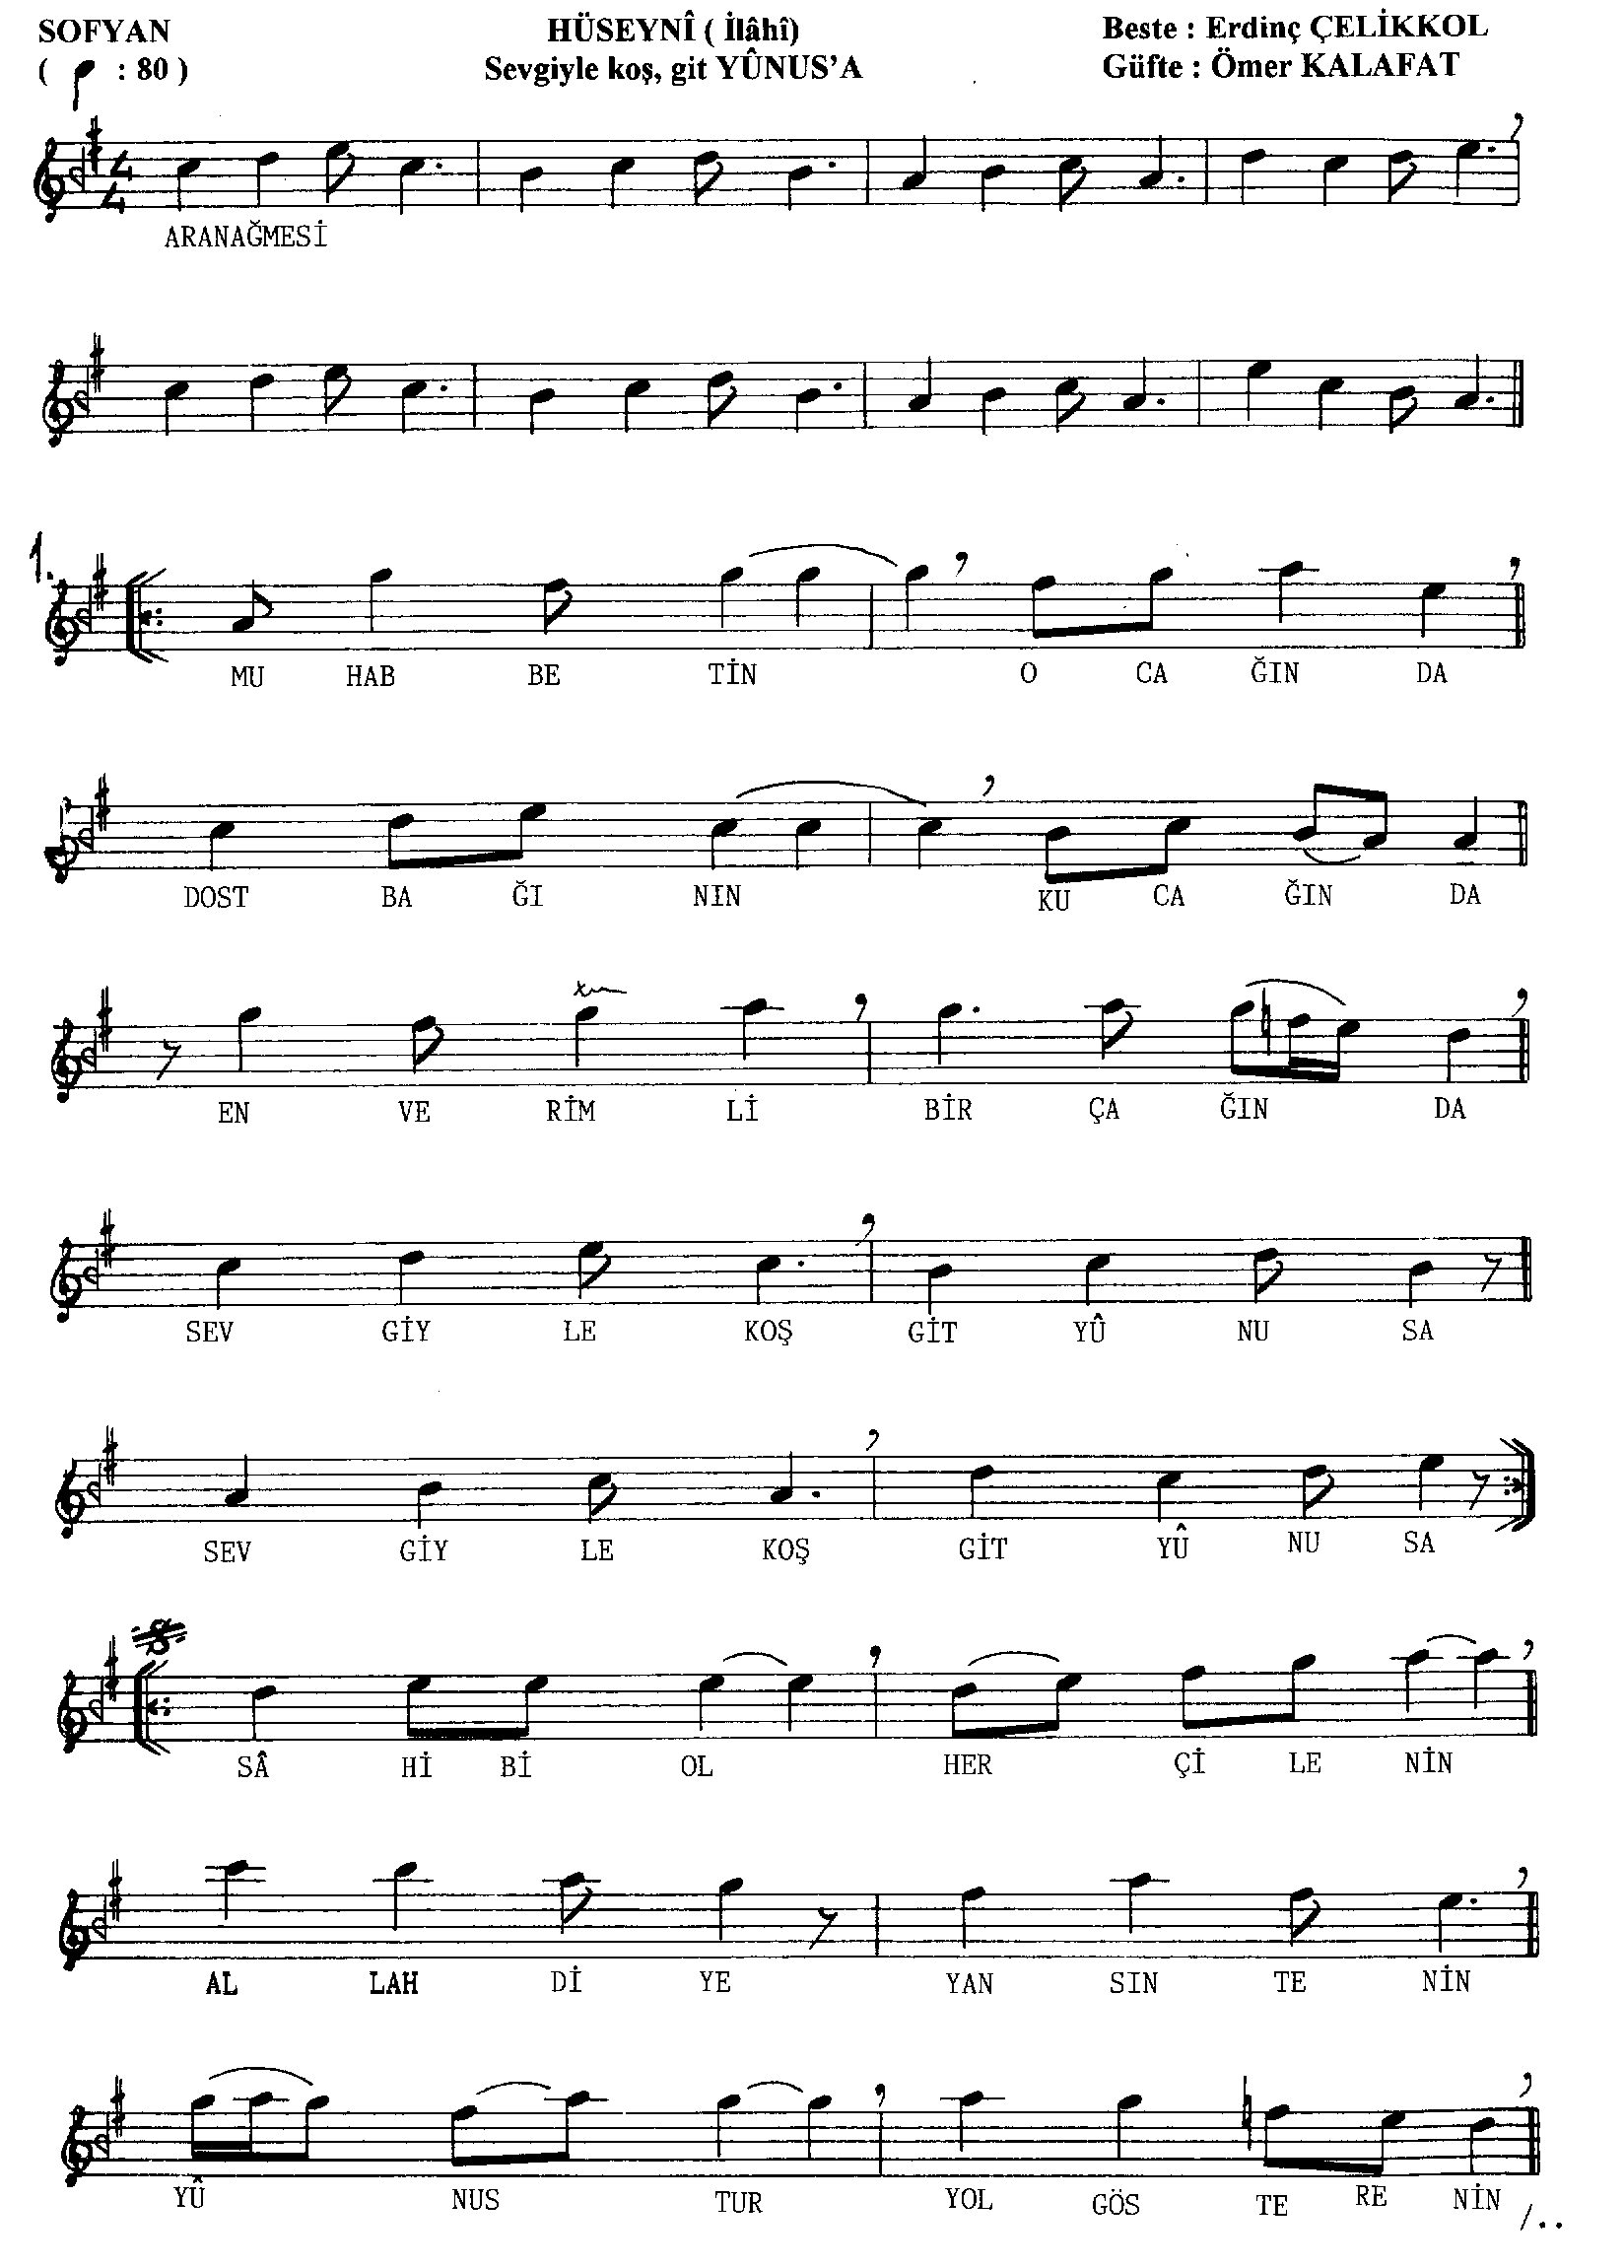 SOFYAN
( : 80 )
HÜSEYNÎ ( İlâhî)
Sevgiyle koş, git YÛNUS'A
Beste : Erdinç ÇELİKKOL
Güfte : Ömer KALAFAT
4
4
ARANAĞMESİ
1.
MU HAB BE TİN O CA ĞIN DA
DOST BA ĞI NIN KU CA ĞIN DA
EN VE RİM Lİ BİR ÇA ĞIN DA
SEV GİY LE KOŞ GİT YÛ NU SA
SEV GİY LE KOŞ GİT YÛ NU SA
SÂ Hİ Bİ OL HER Çİ LE NİN
AL LAH Dİ YE YAN SIN TE NİN
YÛ NUS TUR YOL GÖS TE RE NİN
/..